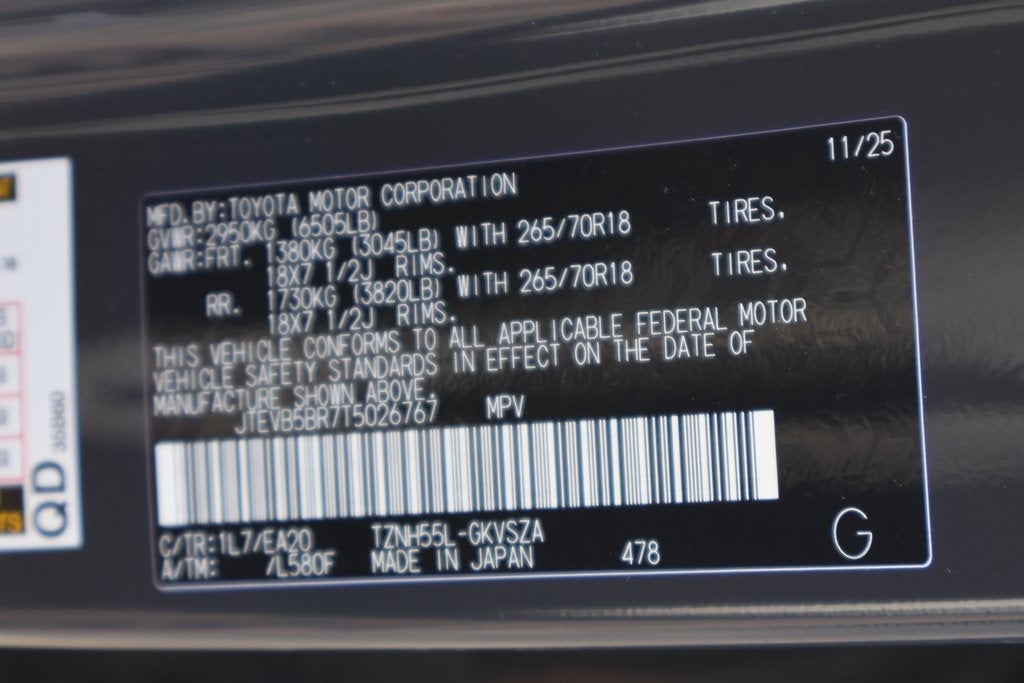 11/25
MFD.BY:TOYOTA MOTOR CORPORATION
GVWR:2950KG (6505LB)
GAWR:FRT. 1380KG (3045LB) WITH 265/70R18 TIRES.
18X7 1/2J RIMS.
RR. 1730KG (3820LB) WITH 265/70R18 TIRES.
18X7 1/2J RIMS.
THIS VEHICLE CONFORMS TO ALL APPLICABLE FEDERAL MOTOR
VEHICLE SAFETY STANDARDS IN EFFECT ON THE DATE OF
MANUFACTURE SHOWN ABOVE.
JTEVB5BR7T5026767 MPV
C/TR:1L7/EA20 TZNH55L-GKVSZA
A/TM: /L580F MADE IN JAPAN 478
G
QD 35B60